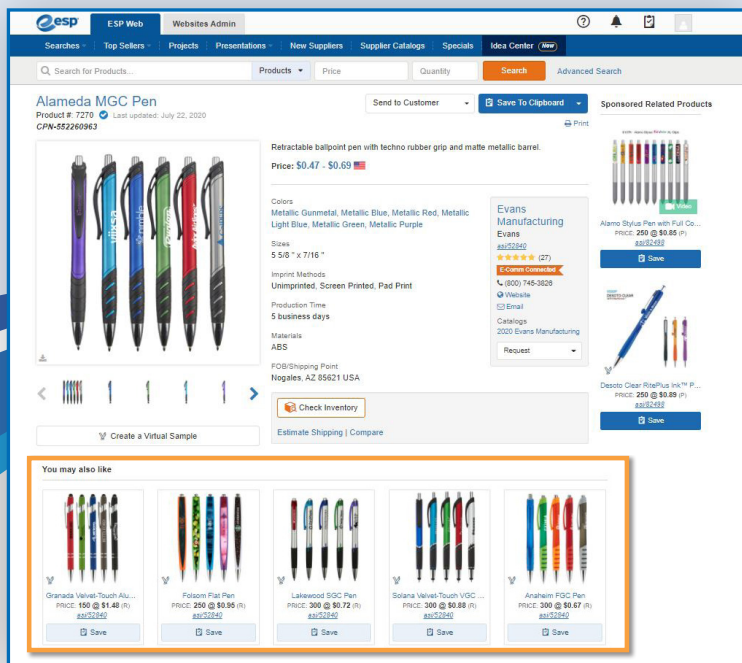 esp
ESP Web
Websites Admin
Searches
Top Sellers
Projects
Presentations
New Suppliers
Supplier Catalogs
Specials
Idea Center New
Search for Products...
Products
Price
Quantity
Search
Advanced Search
Alameda MGC Pen
Product #: 7270 Last updated: July 22, 2020
CPN-552260963
Send to Customer
Save To Clipboard
Print
Retractable ballpoint pen with techno rubber grip and matte metallic barrel.
Price: $0.47 - $0.69
Colors
Metallic Gunmetal, Metallic Blue, Metallic Red, Metallic
Light Blue, Metallic Green, Metallic Purple
Sizes
5 5/8 " x 7/16 "
Imprint Methods
Unimprinted, Screen Printed, Pad Print
Production Time
5 business days
Materials
ABS
FOB/Shipping Point
Nogales, AZ 85621 USA
Check Inventory
Estimate Shipping | Compare
Evans
Manufacturing
Evans
asi/52840
(27)
E-Comm Connected
(800) 745-3826
Website
Email
Catalogs
2020 Evans Manufacturing
Request
Create a Virtual Sample
Sponsored Related Products
Video
Alamo Stylus Pen with Full Co...
PRICE: 250 @ $0.85 (P)
asi/82498
Save
Desoto Clear RitePlus Ink™ P...
PRICE: 250 @ $0.89 (P)
asi/82498
Save
You may also like
Granada Velvet-Touch Alu...
PRICE: 150 @ $1.48 (R)
asi/52840
Save
Folsom Flat Pen
PRICE: 250 @ $0.95 (R)
asi/52840
Save
Lakewood SGC Pen
PRICE: 300 @ $0.72 (R)
asi/52840
Save
Solana Velvet-Touch VGC ...
PRICE: 300 @ $0.88 (R)
asi/52840
Save
Anaheim FGC Pen
PRICE: 300 @ $0.67 (R)
asi/52840
Save